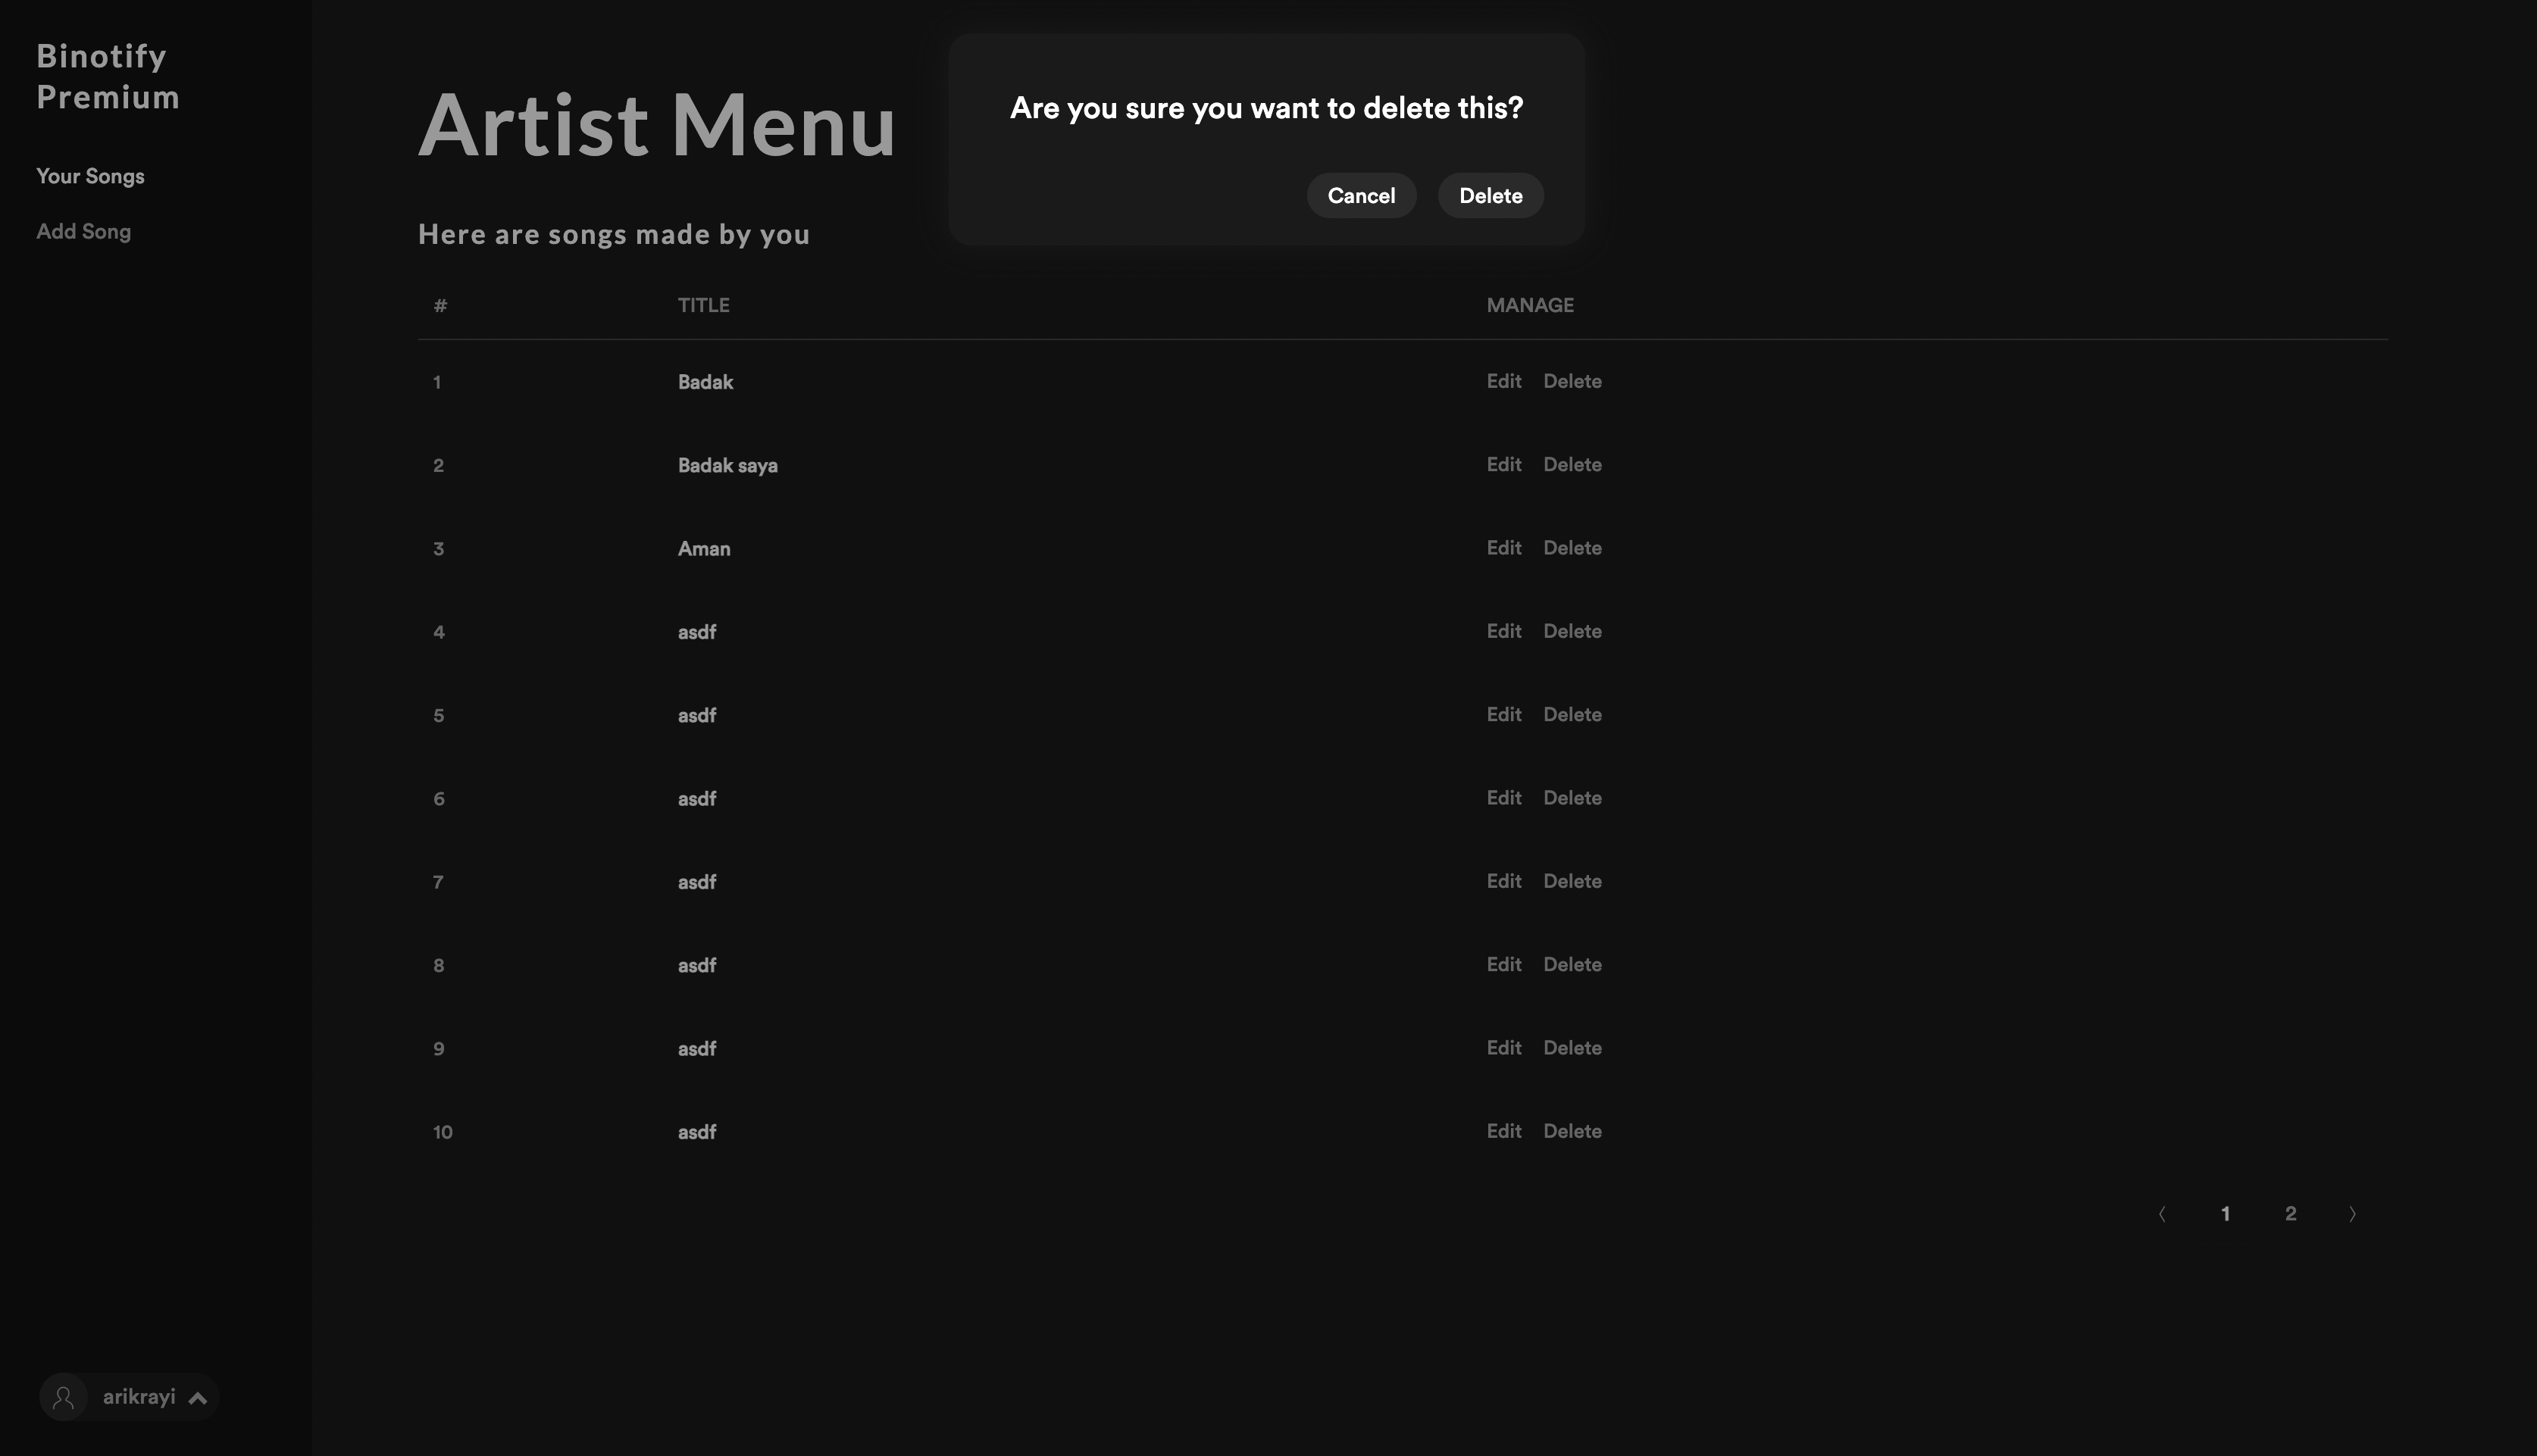 Binotify
Premium
Your Songs
Add Song
Artist Menu
Here are songs made by you
Are you sure you want to delete this?
Cancel Delete
# TITLE MANAGE
1 Badak Edit Delete
2 Badak saya Edit Delete
3 Aman Edit Delete
4 asdf Edit Delete
5 asdf Edit Delete
6 asdf Edit Delete
7 asdf Edit Delete
8 asdf Edit Delete
9 asdf Edit Delete
10 asdf Edit Delete
1 2
arikrayi